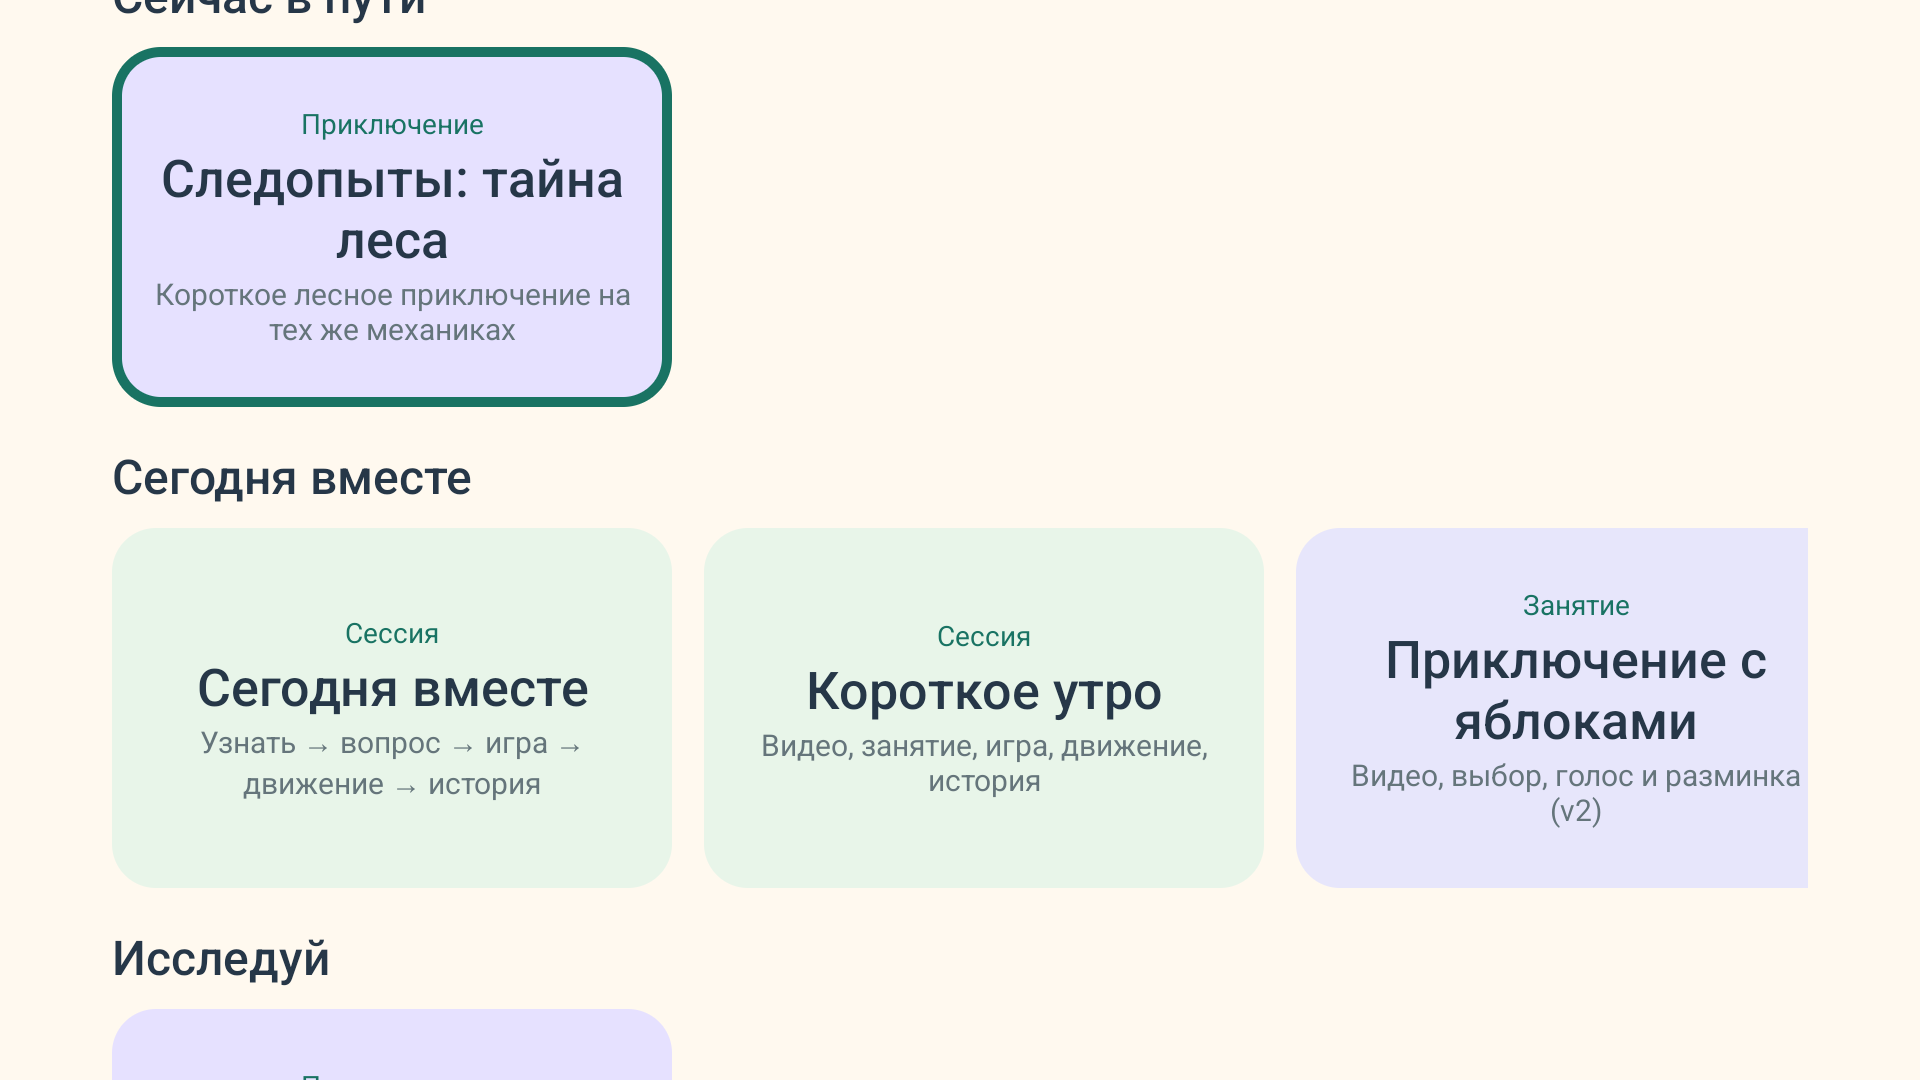 Сейчас в пути
Приключение
Следопыты: тайна
леса
Короткое лесное приключение на
тех же механиках
Сегодня вместе
Сессия
Сегодня вместе
Узнать → вопрос → игра →
движение → история
Сессия
Короткое утро
Видео, занятие, игра, движение,
история
Занятие
Приключение с
яблоками
Видео, выбор, голос и разминка
(v2)
Исследуй